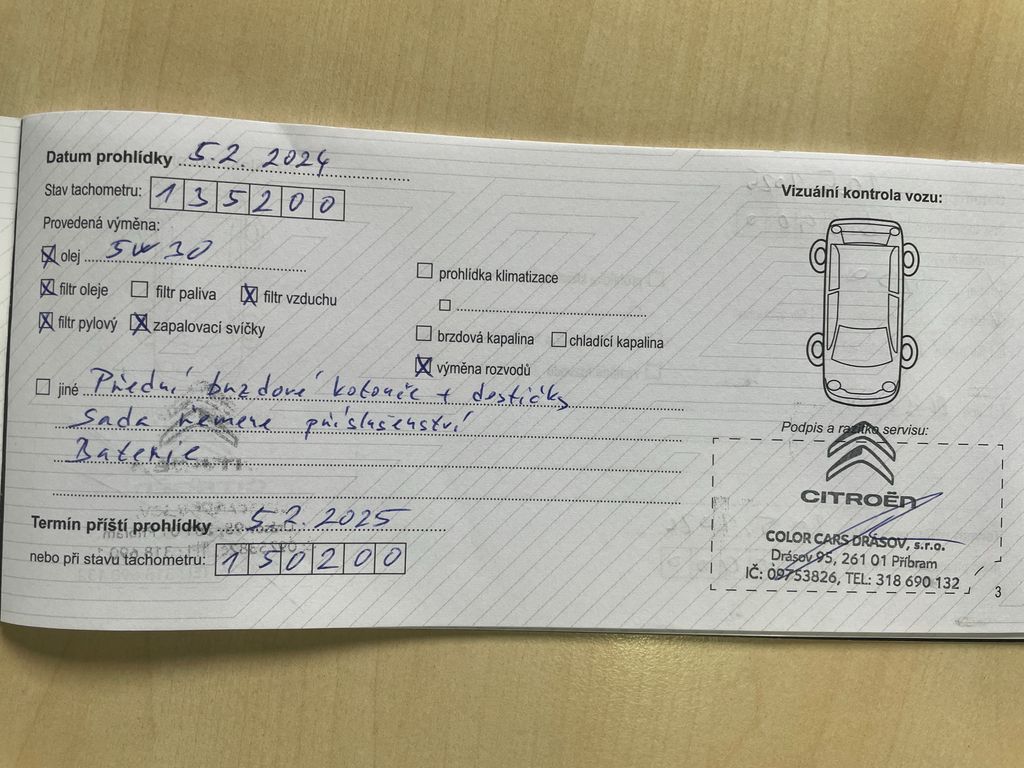 Datum prohlídky 5.2. 2024
Stav tachometru: 135200
Provedená výměna:
olej 5W30
filtr oleje filtr paliva filtr vzduchu
filtr pylový zapalovací svíčky
prohlídka klimatizace
brzdová kapalina chladící kapalina
výměna rozvodů
jiné Přední brzdové kotouče + destičky
Sada řemene příslušenství
Baterie
Termín příští prohlídky 5.2.2025
nebo při stavu tachometru: 150200
Vizuální kontrola vozu:
Podpis a razítko servisu:
CITROËN
COLOR CARS DRÁSOV, s.r.o.
Drásov 95, 261 01 Příbram
IČ: 09753826, TEL: 318 690 132
3